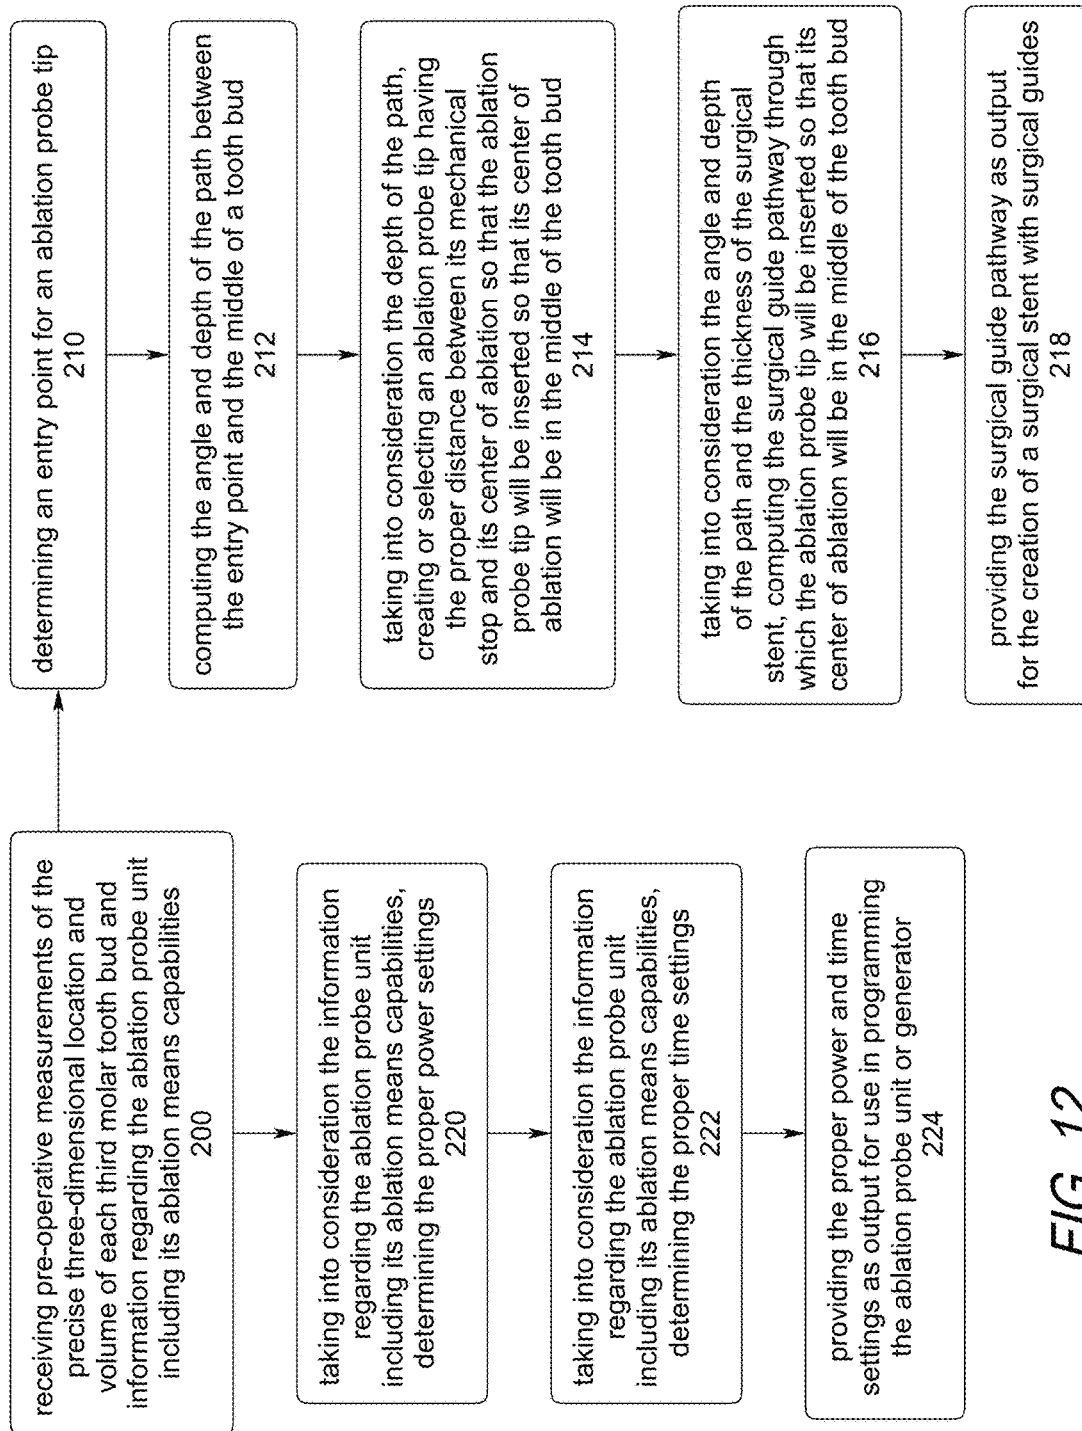 receiving pre-operative measurements of the
precise three-dimensional location and
volume of each third molar tooth bud and
information regarding the ablation probe unit
including its ablation means capabilities
200
taking into consideration the information
regarding the ablation probe unit
including its ablation means capabilities,
determining the proper power settings
220
taking into consideration the information
regarding the ablation probe unit
including its ablation means capabilities,
determining the proper time settings
222
providing the proper power and time
settings as output for use in programming
the ablation probe unit or generator
224
determining an entry point for an ablation probe tip
210
computing the angle and depth of the path between
the entry point and the middle of a tooth bud
212
taking into consideration the depth of the path,
creating or selecting an ablation probe tip having
the proper distance between its mechanical
stop and its center of ablation so that the ablation
probe tip will be inserted so that its center of
ablation will be in the middle of the tooth bud
214
taking into consideration the angle and depth
of the path and the thickness of the surgical
stent, computing the surgical guide pathway through
which the ablation probe tip will be inserted so that its
center of ablation will be in the middle of the tooth bud
216
providing the surgical guide pathway as output
for the creation of a surgical stent with surgical guides
218
FIG. 12